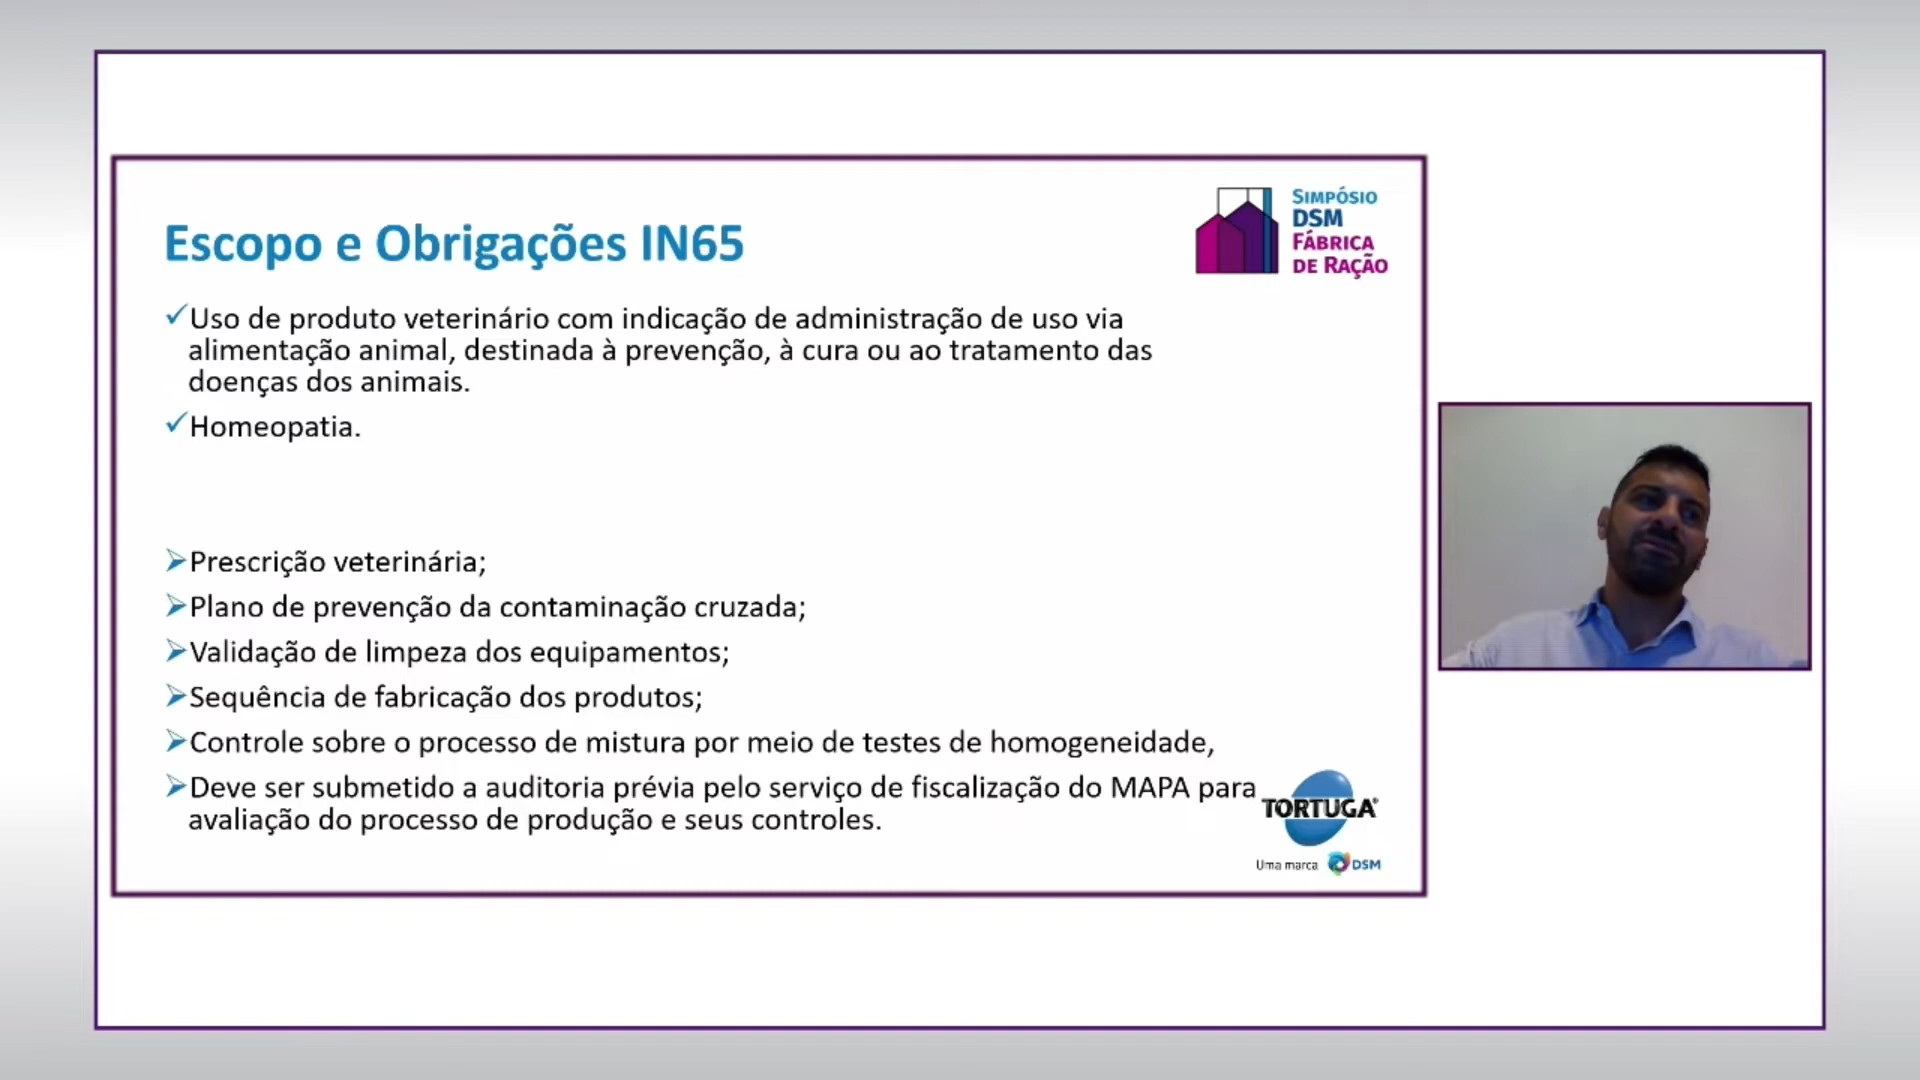 SIMPÓSIO
DSM
FÁBRICA
DE RAÇÃO
Escopo e Obrigações IN65
✓Uso de produto veterinário com indicação de administração de uso via
alimentação animal, destinada à prevenção, à cura ou ao tratamento das
doenças dos animais.
✓Homeopatia.
➢Prescrição veterinária;
➢Plano de prevenção da contaminação cruzada;
➢Validação de limpeza dos equipamentos;
➢Sequência de fabricação dos produtos;
➢Controle sobre o processo de mistura por meio de testes de homogeneidade,
➢Deve ser submetido a auditoria prévia pelo serviço de fiscalização do MAPA para
avaliação do processo de produção e seus controles.
TORTUGA®
Uma marca DSM